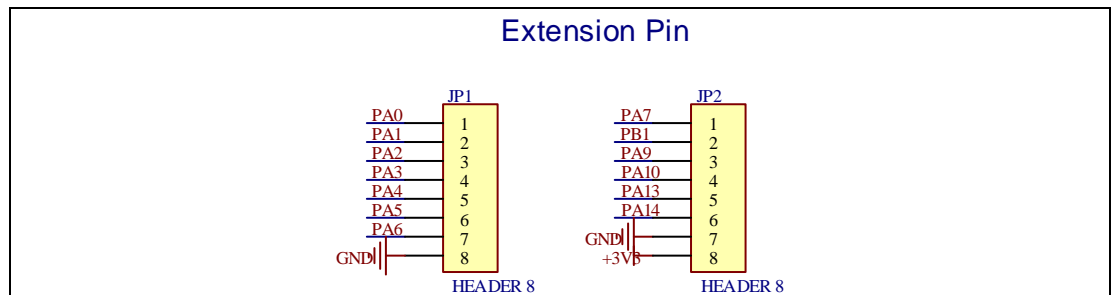 Extension Pin
JP1
PA0 1
PA1 2
PA2 3
PA3 4
PA4 5
PA5 6
PA6 7
GND 8
HEADER 8
JP2
PA7 1
PB1 2
PA9 3
PA10 4
PA13 5
PA14 6
GND 7
+3V3 8
HEADER 8